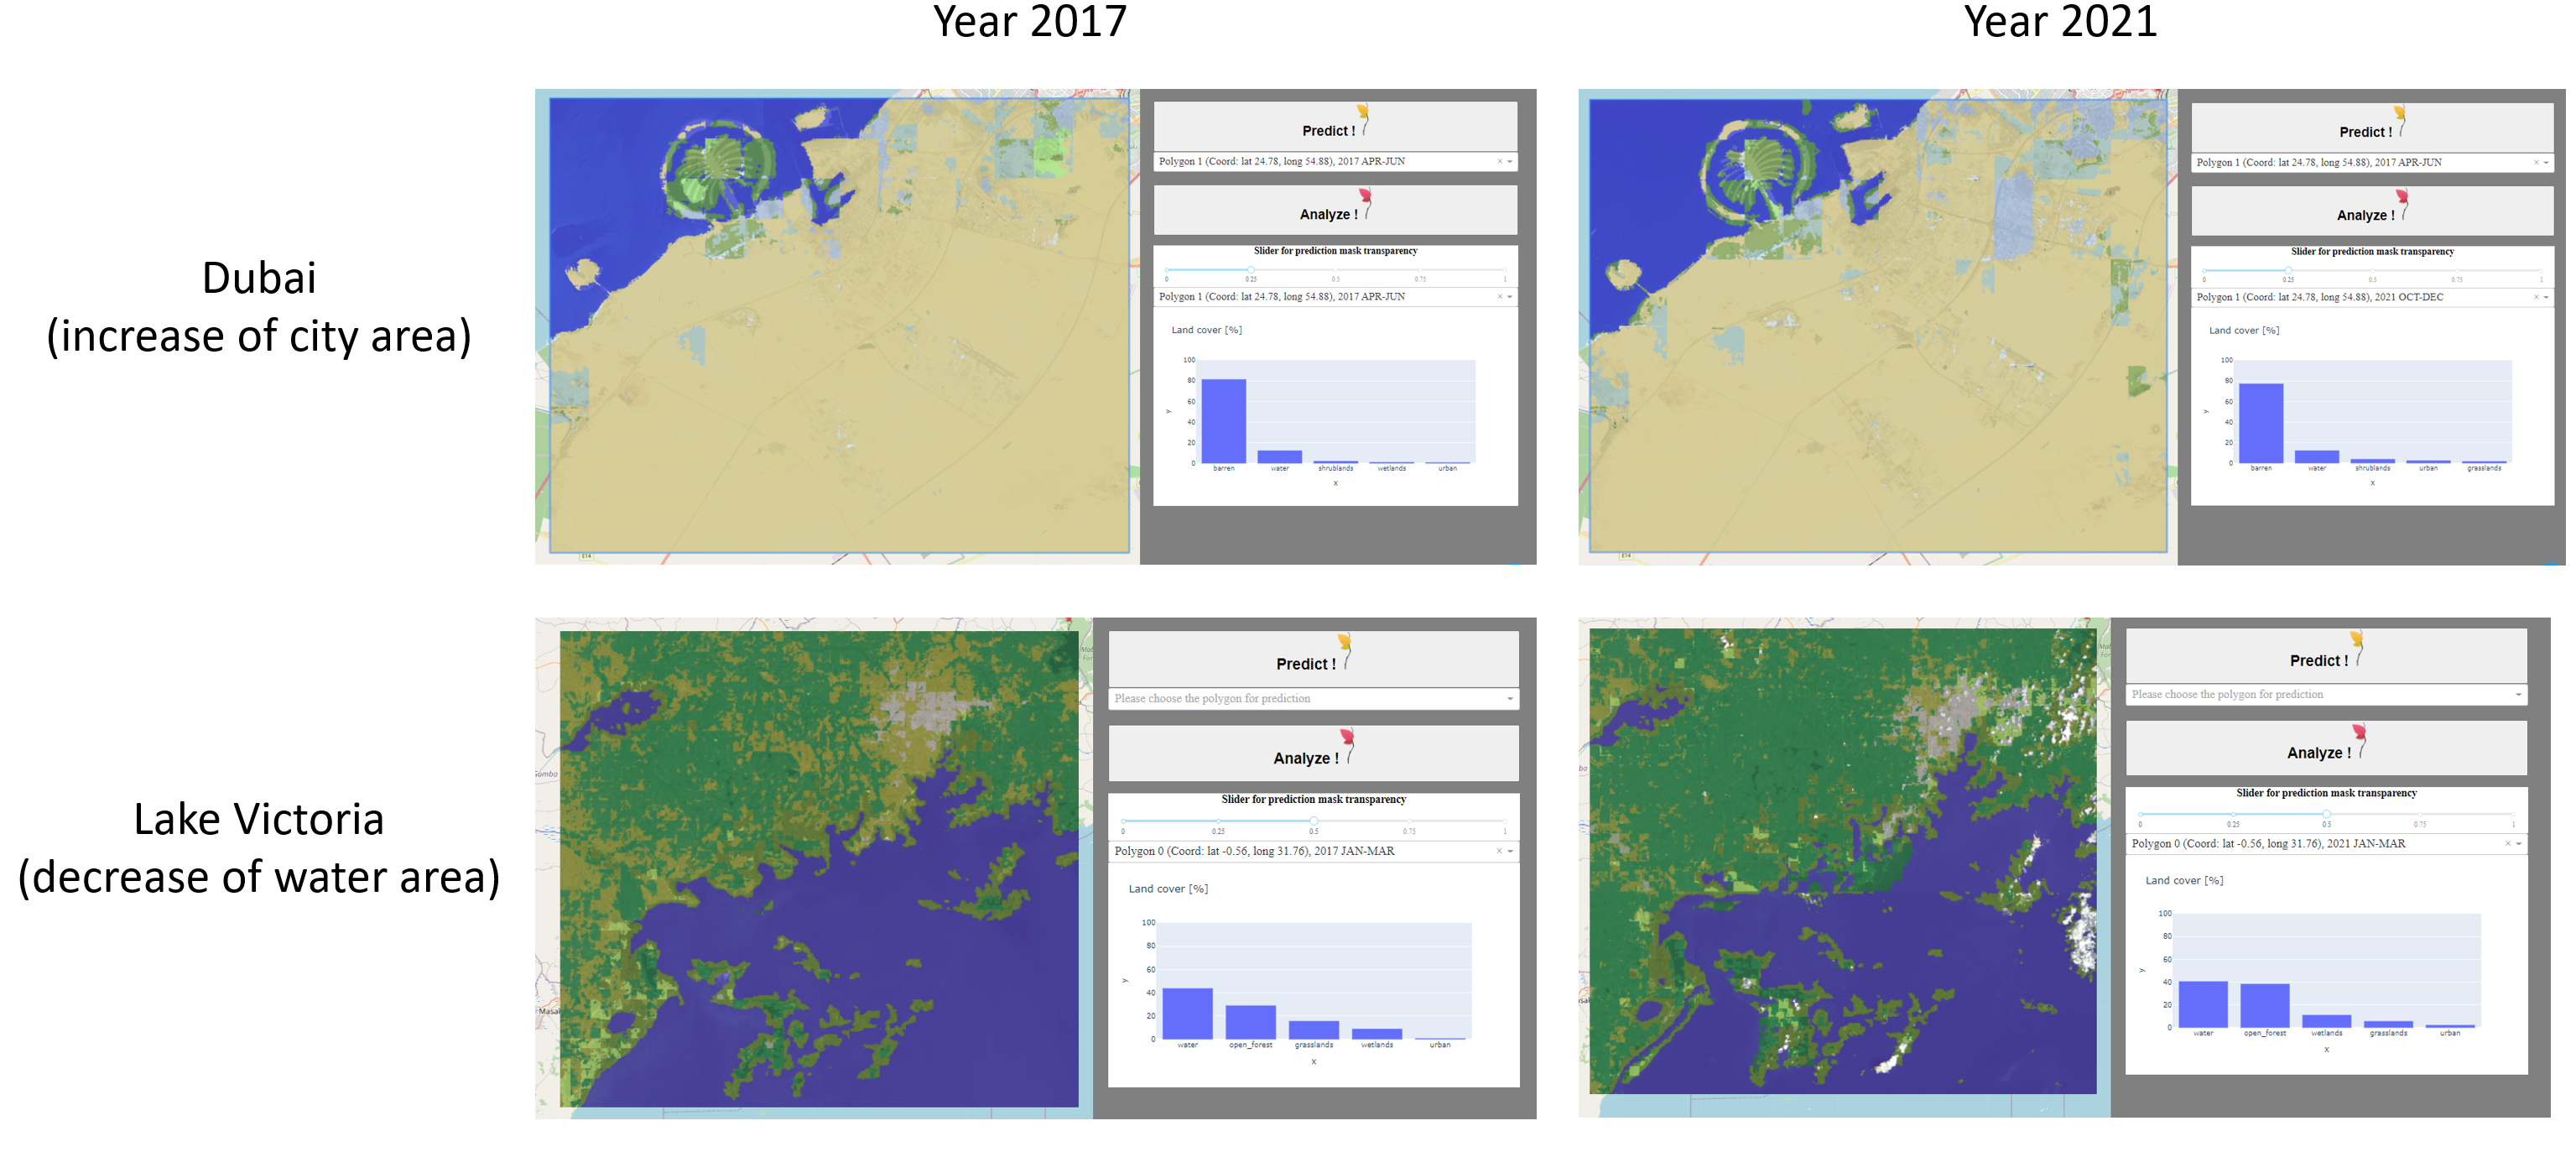 Year 2017
Year 2021
Dubai
(increase of city area)
Predict !
Polygon 1 (Coord: lat 24.78, long 54.88), 2017 APR-JUN
Analyze !
Slider for prediction mask transparency
0 0.25 0.5 0.75 1
Polygon 1 (Coord: lat 24.78, long 54.88), 2017 APR-JUN
Land cover [%]
100
80
60
40
20
0
y
barren water shrublands wetlands urban
x
E14
Predict !
Polygon 1 (Coord: lat 24.78, long 54.88), 2017 APR-JUN
Analyze !
Slider for prediction mask transparency
0 0.25 0.5 0.75 1
Polygon 1 (Coord: lat 24.78, long 54.88), 2021 OCT-DEC
Land cover [%]
100
80
60
40
20
0
y
barren water shrublands urban grasslands
x
E14
Lake Victoria
(decrease of water area)
Gomba
Masal
Predict !
Please choose the polygon for prediction
Analyze !
Slider for prediction mask transparency
0 0.25 0.5 0.75 1
Polygon 0 (Coord: lat -0.56, long 31.76), 2017 JAN-MAR
Land cover [%]
100
80
60
40
20
0
y
water open_forest grasslands wetlands urban
x
Predict !
Please choose the polygon for prediction
Analyze !
Slider for prediction mask transparency
0 0.25 0.5 0.75 1
Polygon 0 (Coord: lat -0.56, long 31.76), 2021 JAN-MAR
Land cover [%]
100
80
60
40
20
0
y
water open_forest wetlands grasslands urban
x